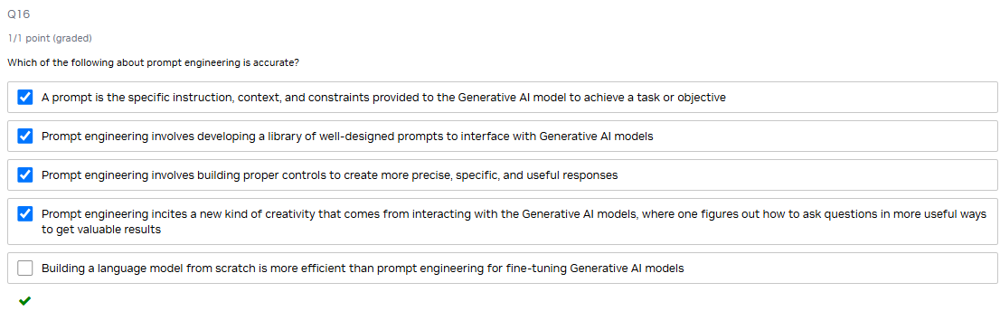 Q16
1/1 point (graded)
Which of the following about prompt engineering is accurate?
A prompt is the specific instruction, context, and constraints provided to the Generative AI model to achieve a task or objective
Prompt engineering involves developing a library of well-designed prompts to interface with Generative AI models
Prompt engineering involves building proper controls to create more precise, specific, and useful responses
Prompt engineering incites a new kind of creativity that comes from interacting with the Generative AI models, where one figures out how to ask questions in more useful ways
to get valuable results
Building a language model from scratch is more efficient than prompt engineering for fine-tuning Generative AI models